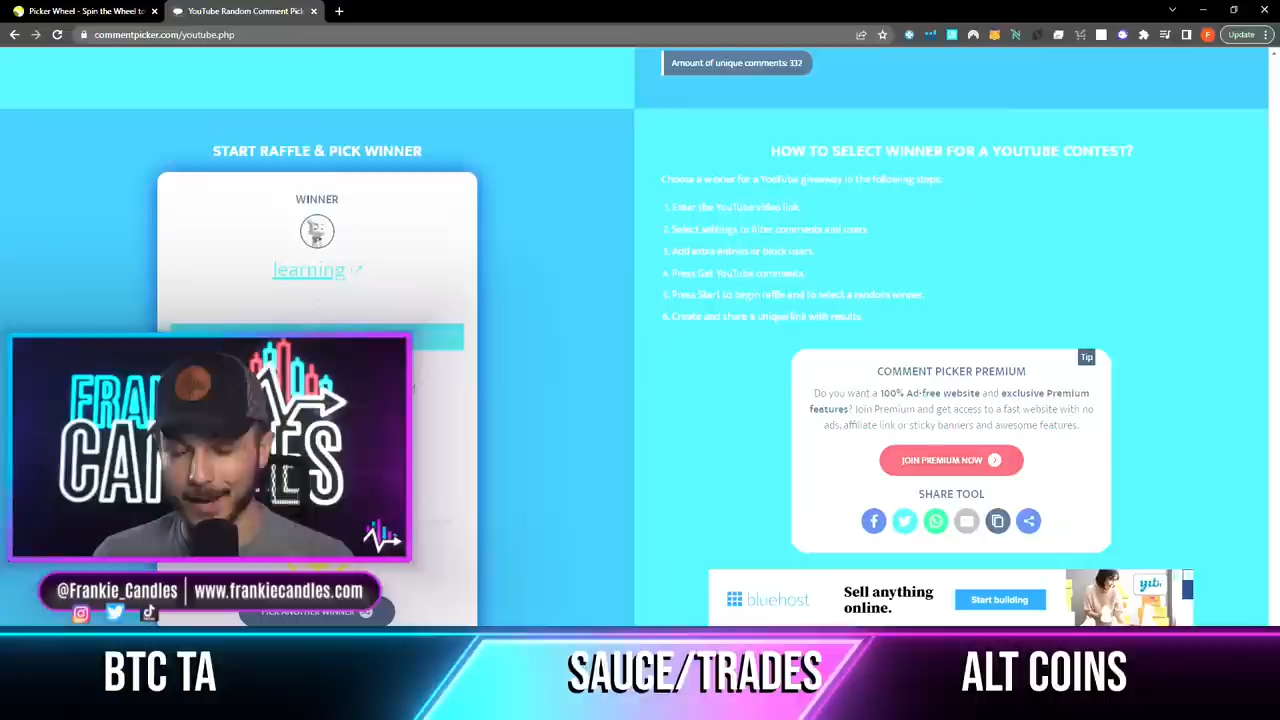 Picker Wheel - Spin the Wheel to
YouTube Random Comment Pick
commentpicker.com/youtube.php
Update
Amount of unique comments: 332
START RAFFLE & PICK WINNER
WINNER
learning
HOW TO SELECT WINNER FOR A YOUTUBE CONTEST?
Choose a winner for a YouTube giveaway in the following steps:
1. Enter the YouTube video link.
2. Select settings to filter comments and users.
3. Add extra entries or block users.
4. Press Get YouTube comments.
5. Press Start to begin raffle and to select a random winner.
6. Create and share a unique link with results.
Tip
COMMENT PICKER PREMIUM
Do you want a 100% Ad-free website and exclusive Premium
features? Join Premium and get access to a fast website with no
ads, affiliate link or sticky banners and awesome features.
JOIN PREMIUM NOW
SHARE TOOL
bluehost
Sell anything
online.
Start building
yith
@Frankie_Candles | www.frankiecandles.com
PICK ANOTHER WINNER
BTC TA
SAUCE/TRADES
ALT COINS